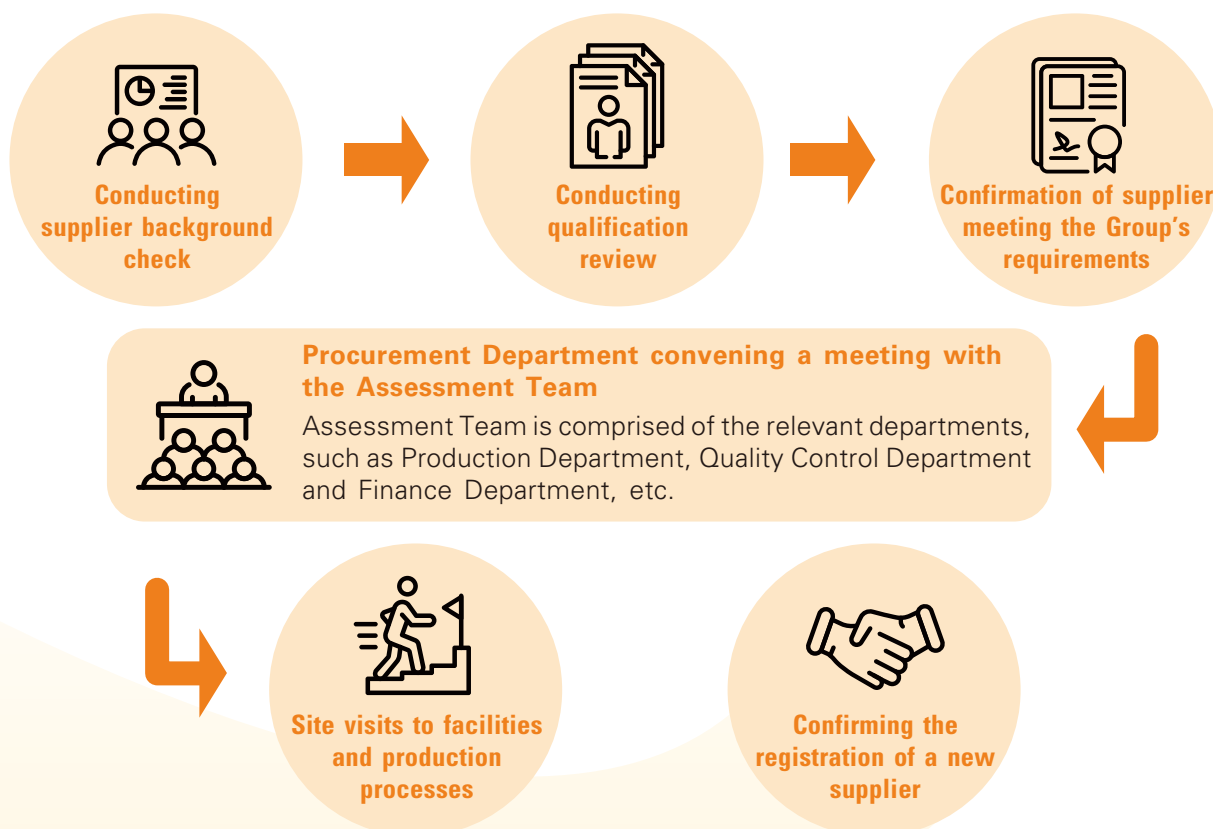 Conducting
supplier background
check
Conducting
qualification
review
Confirmation of supplier
meeting the Group's
requirements
Procurement Department convening a meeting with
the Assessment Team
Assessment Team is comprised of the relevant departments,
such as Production Department, Quality Control Department
and Finance Department, etc.
Site visits to facilities
and production
processes
Confirming the
registration of a new
supplier